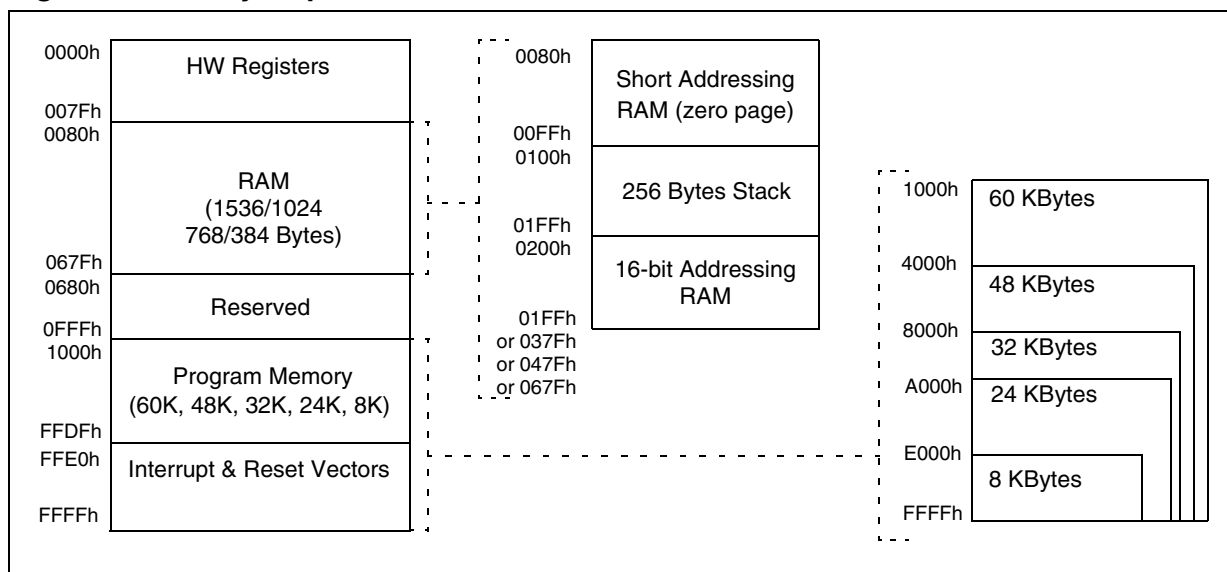 0000h
HW Registers
007Fh
0080h
RAM
(1536/1024
768/384 Bytes)
067Fh
0680h
Reserved
0FFFh
1000h
Program Memory
(60K, 48K, 32K, 24K, 8K)
FFDFh
FFE0h
Interrupt & Reset Vectors
FFFFh
0080h
Short Addressing
RAM (zero page)
00FFh
0100h
256 Bytes Stack
01FFh
0200h
16-bit Addressing
RAM
01FFh
or 037Fh
or 047Fh
or 067Fh
1000h
60 KBytes
4000h
48 KBytes
8000h
32 KBytes
A000h
24 KBytes
E000h
8 KBytes
FFFFh